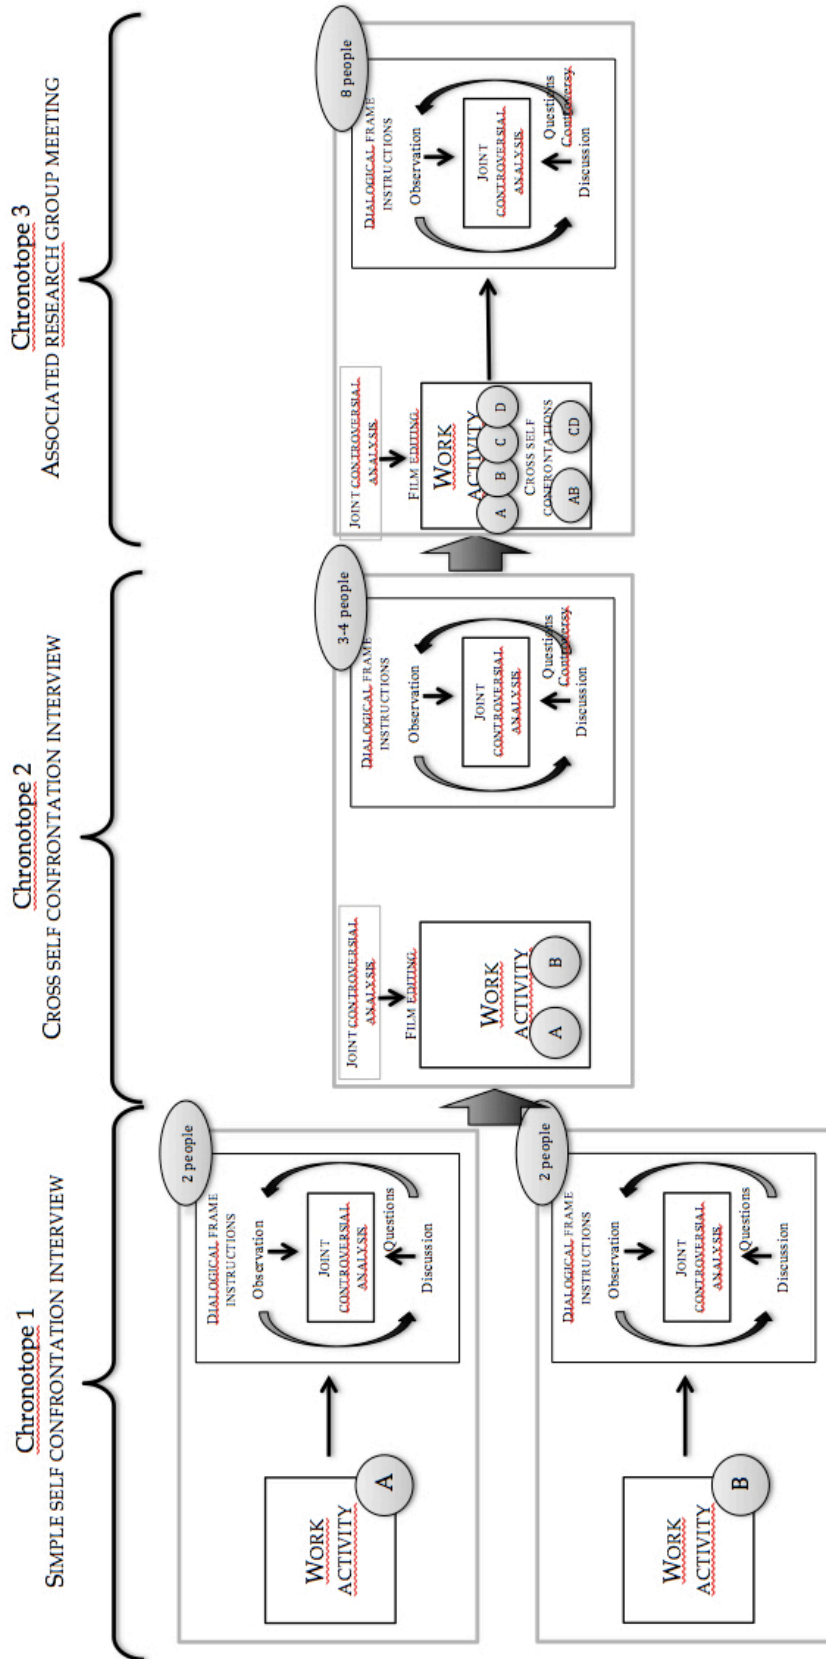 Chronotope 1
SIMPLE SELF CONFRONTATION INTERVIEW
WORK
ACTIVITY
A
2 people
DIALOGICAL FRAME
INSTRUCTIONS
Observation
JOINT
CONTROVERSIAL
ANALYSIS
Questions
Discussion
WORK
ACTIVITY
B
2 people
DIALOGICAL FRAME
INSTRUCTIONS
Observation
JOINT
CONTROVERSIAL
ANALYSIS
Questions
Discussion
Chronotope 2
CROSS SELF CONFRONTATION INTERVIEW
JOINT CONTROVERSIAL
ANALYSIS
FILM EDITING
WORK
ACTIVITY
A
B
3-4 people
DIALOGICAL FRAME
INSTRUCTIONS
Observation
JOINT
CONTROVERSIAL
ANALYSIS
Questions
Controversy
Discussion
Chronotope 3
ASSOCIATED RESEARCH GROUP MEETING
JOINT CONTROVERSIAL
ANALYSIS
FILM EDITING
WORK
ACTIVITY
A
B
C
D
CROSS SELF
CONFRONTATIONS
AB
CD
8 people
DIALOGICAL FRAME
INSTRUCTIONS
Observation
JOINT
CONTROVERSIAL
ANALYSIS
Questions
Controversy
Discussion